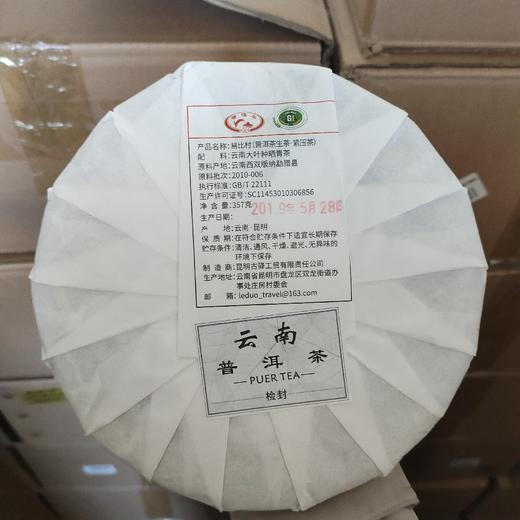 Gi
产品名称:易比村(普洱茶生茶·紧压茶)
配 料:云南大叶种晒青茶
原料产地:云南西双版纳勐腊县
原料批次:2010-006
执行标准:GB/T 22111
生产许可证号:SC11453010306856
净 含 量:357克
生产日期: 2019年5月28日
产 地:云南·昆明
保 质 期:在符合贮存条件下适宜长期保存
贮存条件:清洁、通风、干燥、避光、无异味的
环境下保存
制 造 商:昆明古驿工贸有限责任公司
生产地址:云南省昆明市盘龙区双龙街道办
事处庄房村委会
邮 箱:leduo_travel@163.com
云南
普洱茶
PUER TEA
检封